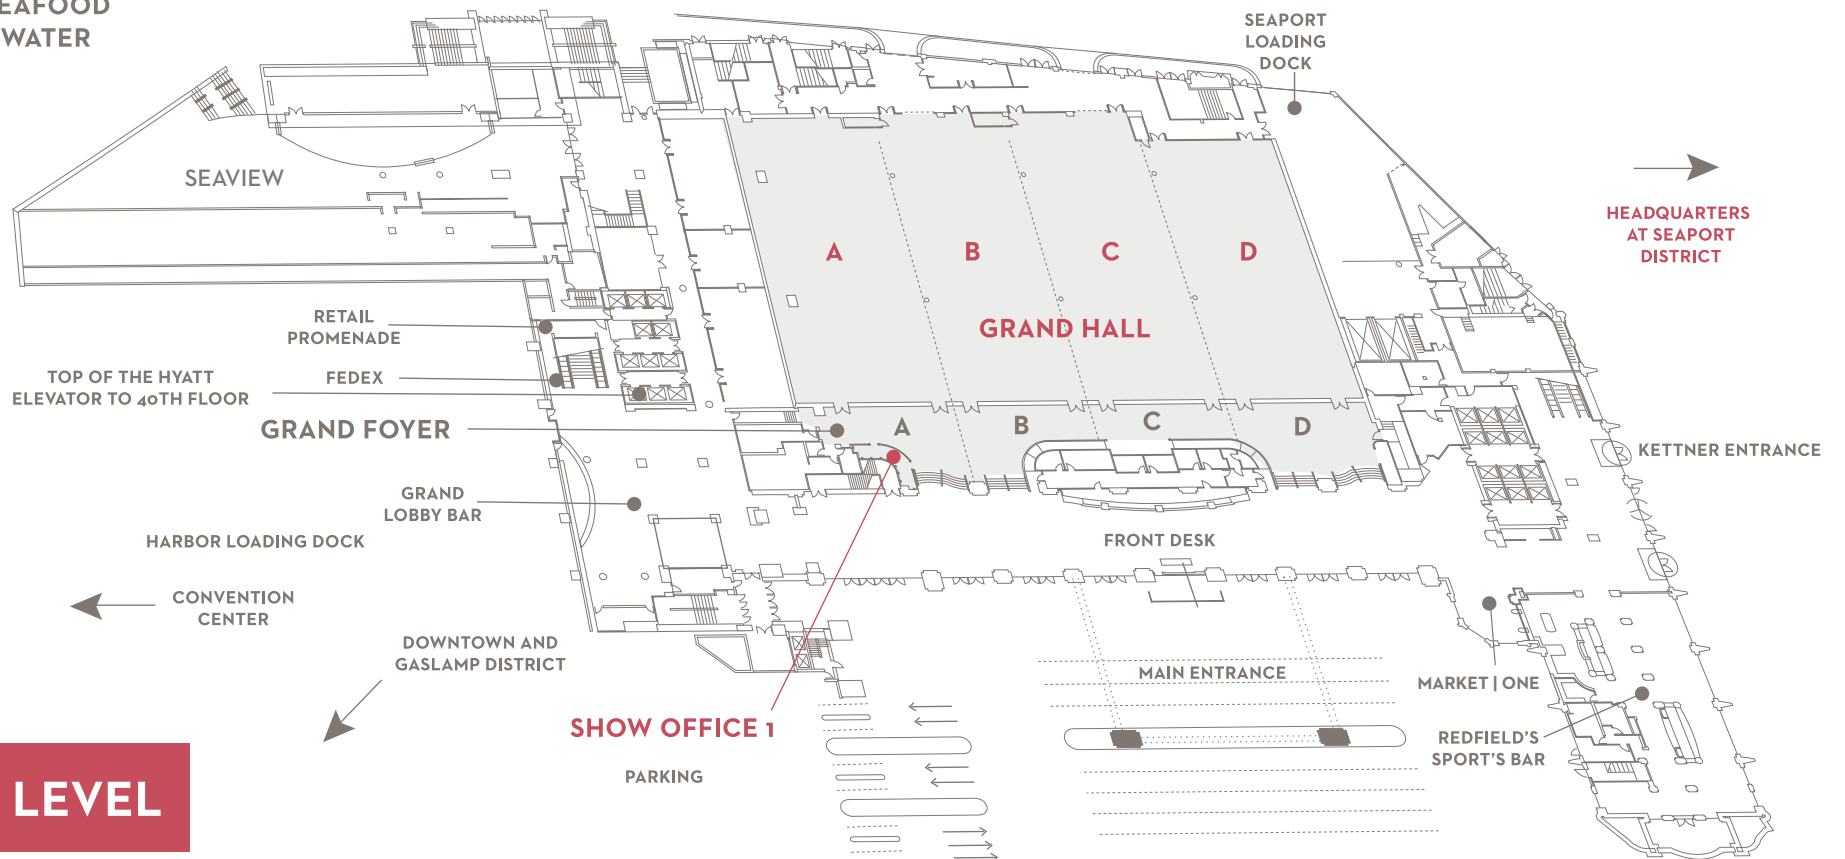 EAFOOD
WATER
SEAPORT
LOADING
DOCK
SEAVIEW
HEADQUARTERS
AT SEAPORT
DISTRICT
A
B
C
D
GRAND HALL
RETAIL
PROMENADE
TOP OF THE HYATT
ELEVATOR TO 40TH FLOOR
FEDEX
GRAND FOYER
A
B
C
D
KETTNER ENTRANCE
GRAND
LOBBY BAR
HARBOR LOADING DOCK
FRONT DESK
CONVENTION
CENTER
DOWNTOWN AND
GASLAMP DISTRICT
MAIN ENTRANCE
MARKET | ONE
SHOW OFFICE 1
REDFIELD'S
SPORT'S BAR
PARKING
LEVEL